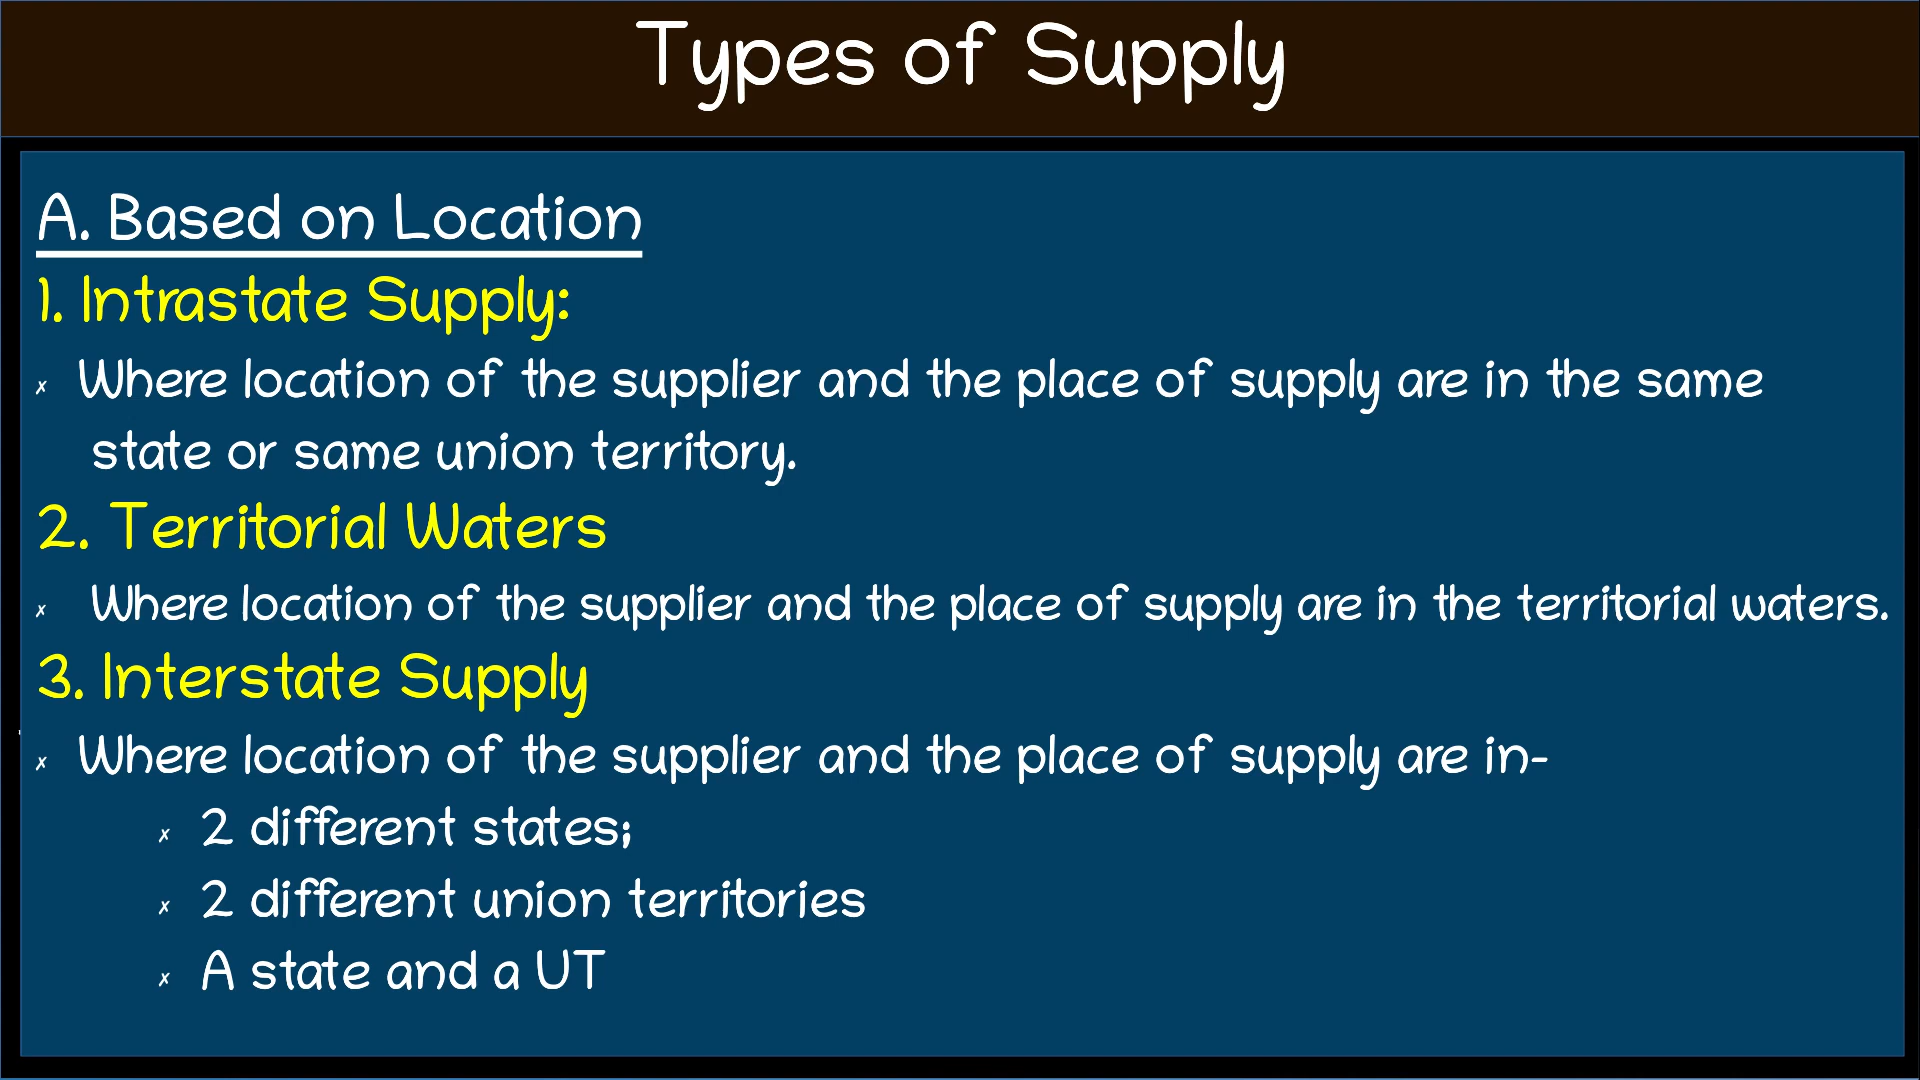 Types of Supply
A. Based on Location
1. Intrastate Supply:
✗ Where location of the supplier and the place of supply are in the same
state or same union territory.
2. Territorial Waters
✗ Where location of the supplier and the place of supply are in the territorial waters.
3. Interstate Supply
✗ Where location of the supplier and the place of supply are in-
✗ 2 different states;
✗ 2 different union territories
✗ A state and a UT